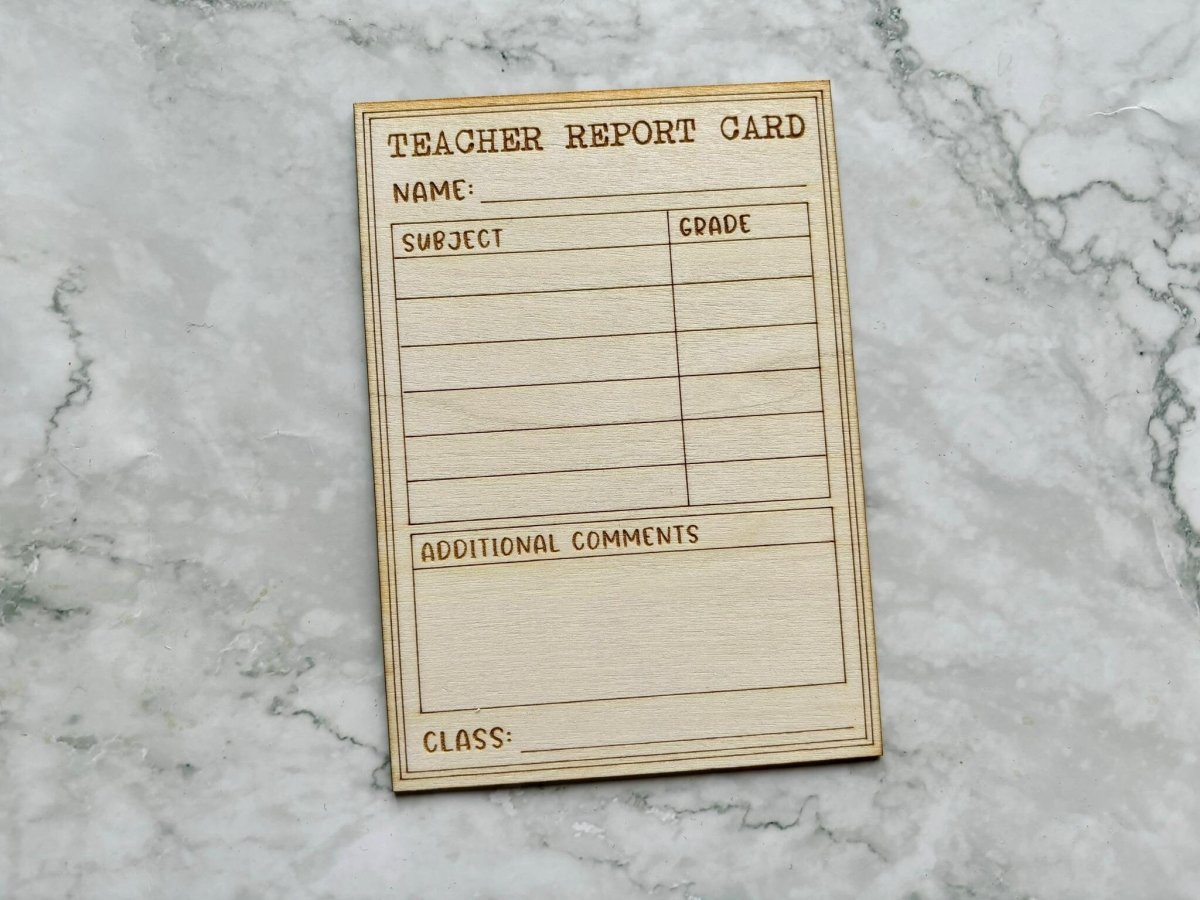 TEACHER REPORT CARD
NAME:
SUBJECT GRADE
ADDITIONAL COMMENTS
CLASS: